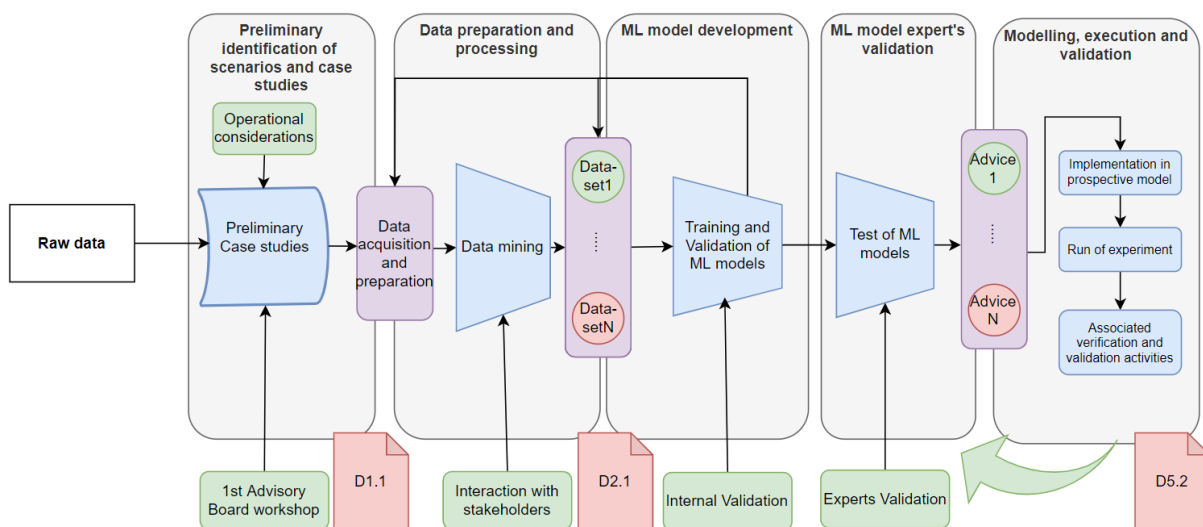 Preliminary
identification of
scenarios and case
studies
Data preparation and
processing
ML model development
ML model expert's
validation
Modelling, execution and
validation
Operational
considerations
Raw data
Preliminary
Case studies
Data
acquisition
and
preparation
Data mining
Data-
set1
......
Data-
setN
Training and
Validation of
ML models
Test of ML
models
Advice
1
......
Advice
N
Implementation in
prospective model
Run of experiment
Associated
verification and
validation activities
1st Advisory
Board workshop
D1.1
Interaction with
stakeholders
D2.1
Internal Validation
Experts Validation
D5.2